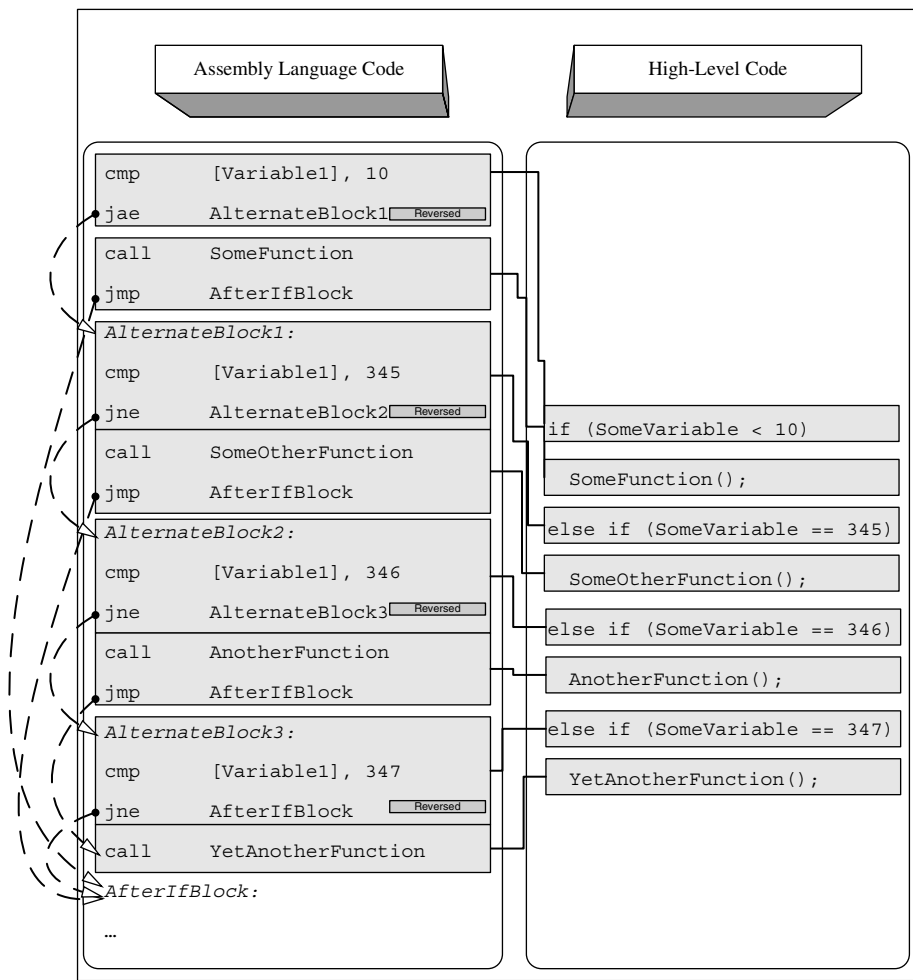 Assembly Language Code
High-Level Code
cmp [Variable1], 10
jae AlternateBlock1 Reversed
call SomeFunction
jmp AfterIfBlock
AlternateBlock1:
cmp [Variable1], 345
jne AlternateBlock2 Reversed
call SomeOtherFunction
jmp AfterIfBlock
AlternateBlock2:
cmp [Variable1], 346
jne AlternateBlock3 Reversed
call AnotherFunction
jmp AfterIfBlock
AlternateBlock3:
cmp [Variable1], 347
jne AfterIfBlock Reversed
call YetAnotherFunction
AfterIfBlock:
…
if (SomeVariable < 10)
SomeFunction();
else if (SomeVariable == 345)
SomeOtherFunction();
else if (SomeVariable == 346)
AnotherFunction();
else if (SomeVariable == 347)
YetAnotherFunction();